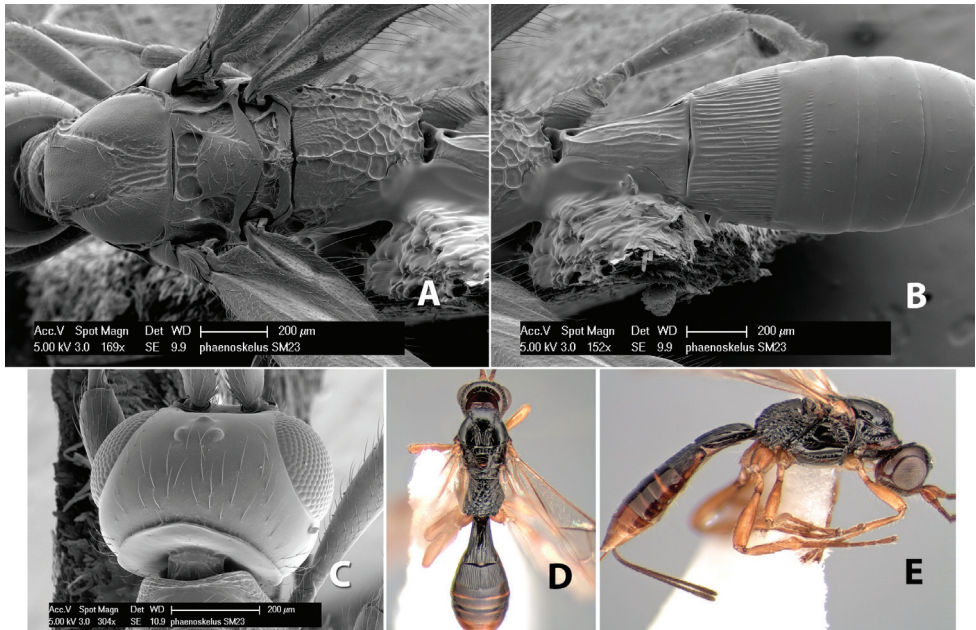 A
Acc.V Spot Magn Det WD 200 µm
5.00 kV 3.0 169x SE 9.9 phaenoskelus SM23
B
Acc.V Spot Magn Det WD 200 µm
5.00 kV 3.0 152x SE 9.9 phaenoskelus SM23
C
Acc.V Spot Magn Det WD 200 µm
5.00 kV 3.0 304x SE 10.9 phaenoskelus SM23
D
E